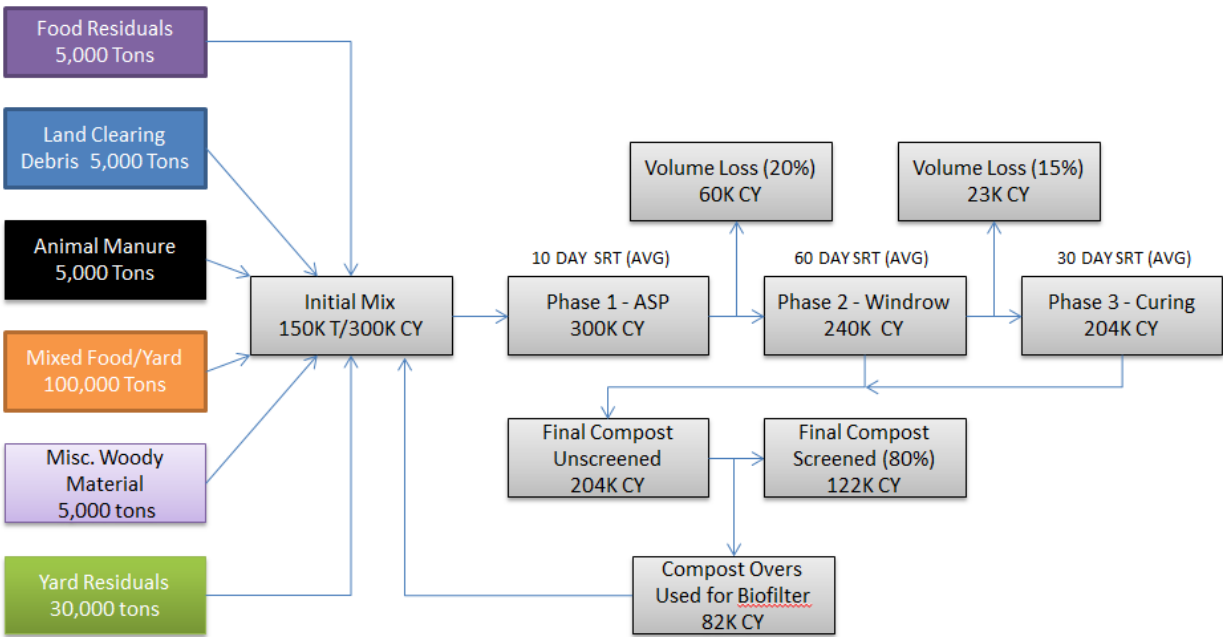 Food Residuals
5,000 Tons
Land Clearing
Debris 5,000 Tons
Animal Manure
5,000 Tons
Mixed Food/Yard
100,000 Tons
Misc. Woody
Material
5,000 tons
Yard Residuals
30,000 tons
Initial Mix
150K T/300K CY
Volume Loss (20%)
60K CY
Volume Loss (15%)
23K CY
10 DAY SRT (AVG)
60 DAY SRT (AVG)
30 DAY SRT (AVG)
Phase 1 - ASP
300K CY
Phase 2 - Windrow
240K CY
Phase 3 - Curing
204K CY
Final Compost
Unscreened
204K CY
Final Compost
Screened (80%)
122K CY
Compost Overs
Used for Biofilter
82K CY